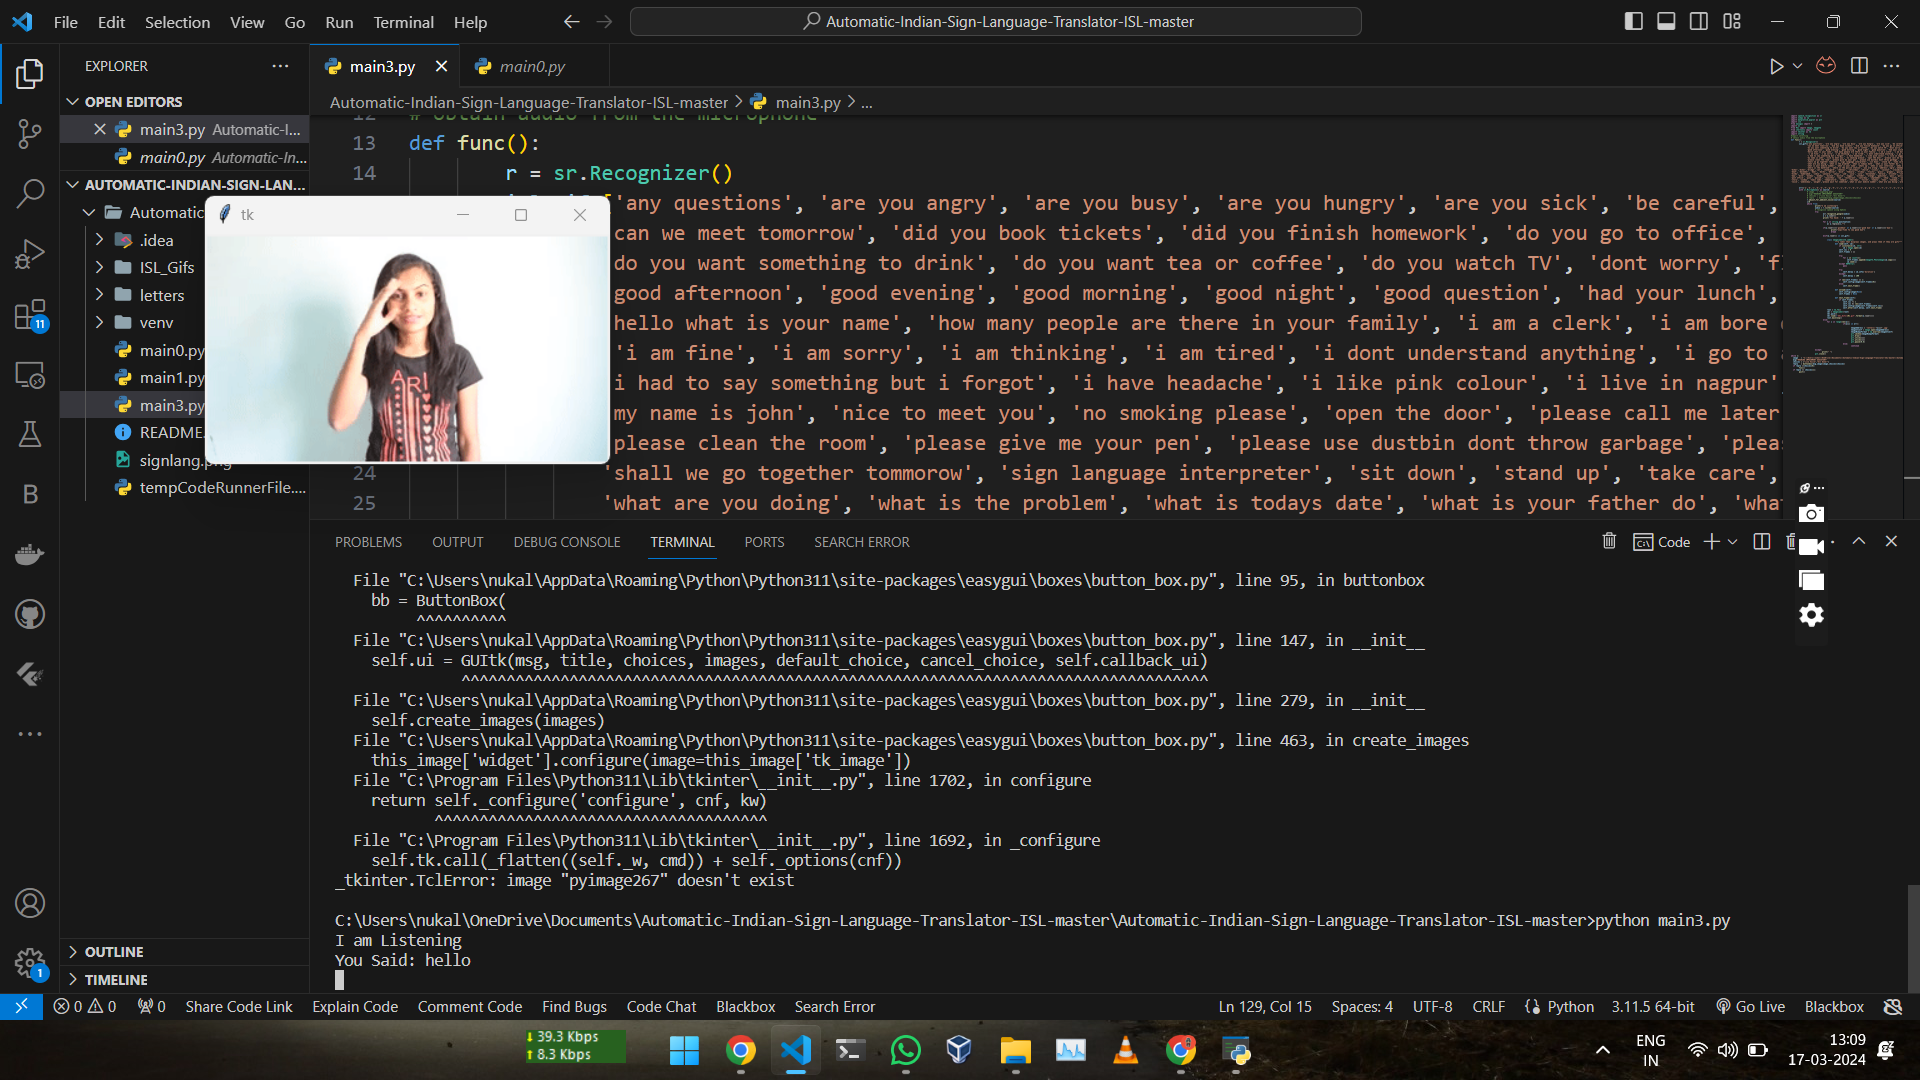 File Edit Selection View Go Run Terminal Help
Automatic-Indian-Sign-Language-Translator-ISL-master
EXPLORER
main3.py
main0.py
OPEN EDITORS
main3.py Automatic-I...
main0.py Automatic-In...
AUTOMATIC-INDIAN-SIGN-LAN...
Automatic
.idea
ISL_Gifs
letters
venv
main0.py
main1.py
main3.py
README.
signlang.png
tempCodeRunnerFile....
OUTLINE
TIMELINE
11
1
Automatic-Indian-Sign-Language-Translator-ISL-master > main3.py > ...
12 # obtain audio from the microphone
13 def func():
14 r = sr.Recognizer()
tk
ARI
'any questions', 'are you angry', 'are you busy', 'are you hungry', 'are you sick', 'be careful',
can we meet tomorrow', 'did you book tickets', 'did you finish homework', 'do you go to office',
do you want something to drink', 'do you want tea or coffee', 'do you watch TV', 'dont worry', 'f
good afternoon', 'good evening', 'good morning', 'good night', 'good question', 'had your lunch',
hello what is your name', 'how many people are there in your family', 'i am a clerk', 'i am bore
'i am fine', 'i am sorry', 'i am thinking', 'i am tired', 'i dont understand anything', 'i go to
i had to say something but i forgot', 'i have headache', 'i like pink colour', 'i live in nagpur'
my name is john', 'nice to meet you', 'no smoking please', 'open the door', 'please call me later
please clean the room', 'please give me your pen', 'please use dustbin dont throw garbage', 'plea
24 'shall we go together tommorow', 'sign language interpreter', 'sit down', 'stand up', 'take care',
25 'what are you doing', 'what is the problem', 'what is todays date', 'what is your father do', 'wha
PROBLEMS OUTPUT DEBUG CONSOLE TERMINAL PORTS SEARCH ERROR
Code
File "C:\Users\nukal\AppData\Roaming\Python\Python311\site-packages\easygui\boxes\button_box.py", line 95, in buttonbox
bb = ButtonBox(
^^^^^^^^^^
File "C:\Users\nukal\AppData\Roaming\Python\Python311\site-packages\easygui\boxes\button_box.py", line 147, in __init__
self.ui = GUItk(msg, title, choices, images, default_choice, cancel_choice, self.callback_ui)
^^^^^^^^^^^^^^^^^^^^^^^^^^^^^^^^^^^^^^^^^^^^^^^^^^^^^^^^^^^^^^^^^^^^^^^^^^^^^^^^^^^
File "C:\Users\nukal\AppData\Roaming\Python\Python311\site-packages\easygui\boxes\button_box.py", line 279, in __init__
self.create_images(images)
File "C:\Users\nukal\AppData\Roaming\Python\Python311\site-packages\easygui\boxes\button_box.py", line 463, in create_images
this_image['widget'].configure(image=this_image['tk_image'])
File "C:\Program Files\Python311\Lib\tkinter\__init__.py", line 1702, in configure
return self._configure('configure', cnf, kw)
^^^^^^^^^^^^^^^^^^^^^^^^^^^^^^^^^^^^^
File "C:\Program Files\Python311\Lib\tkinter\__init__.py", line 1692, in _configure
self.tk.call(_flatten((self._w, cmd)) + self._options(cnf))
_tkinter.TclError: image "pyimage267" doesn't exist
C:\Users\nukal\OneDrive\Documents\Automatic-Indian-Sign-Language-Translator-ISL-master\Automatic-Indian-Sign-Language-Translator-ISL-master>python main3.py
I am Listening
You Said: hello
0 0 0 Share Code Link Explain Code Comment Code Find Bugs Code Chat Blackbox Search Error
Ln 129, Col 15 Spaces: 4 UTF-8 CRLF Python 3.11.5 64-bit Go Live Blackbox
39.3 Kbps
8.3 Kbps
ENG
IN
13:09
17-03-2024